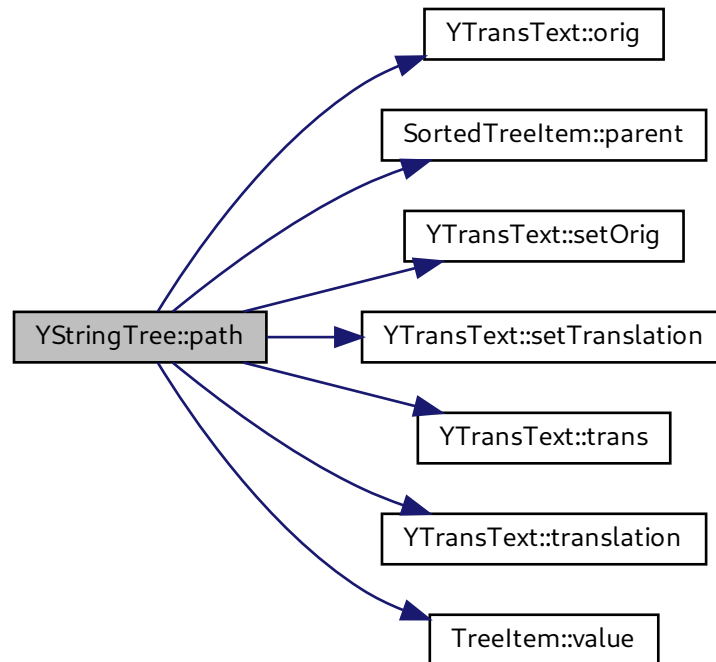 YTransText::orig
SortedTreeItem::parent
YTransText::setOrig
YStringTree::path
YTransText::setTranslation
YTransText::trans
YTransText::translation
TreeItem::value